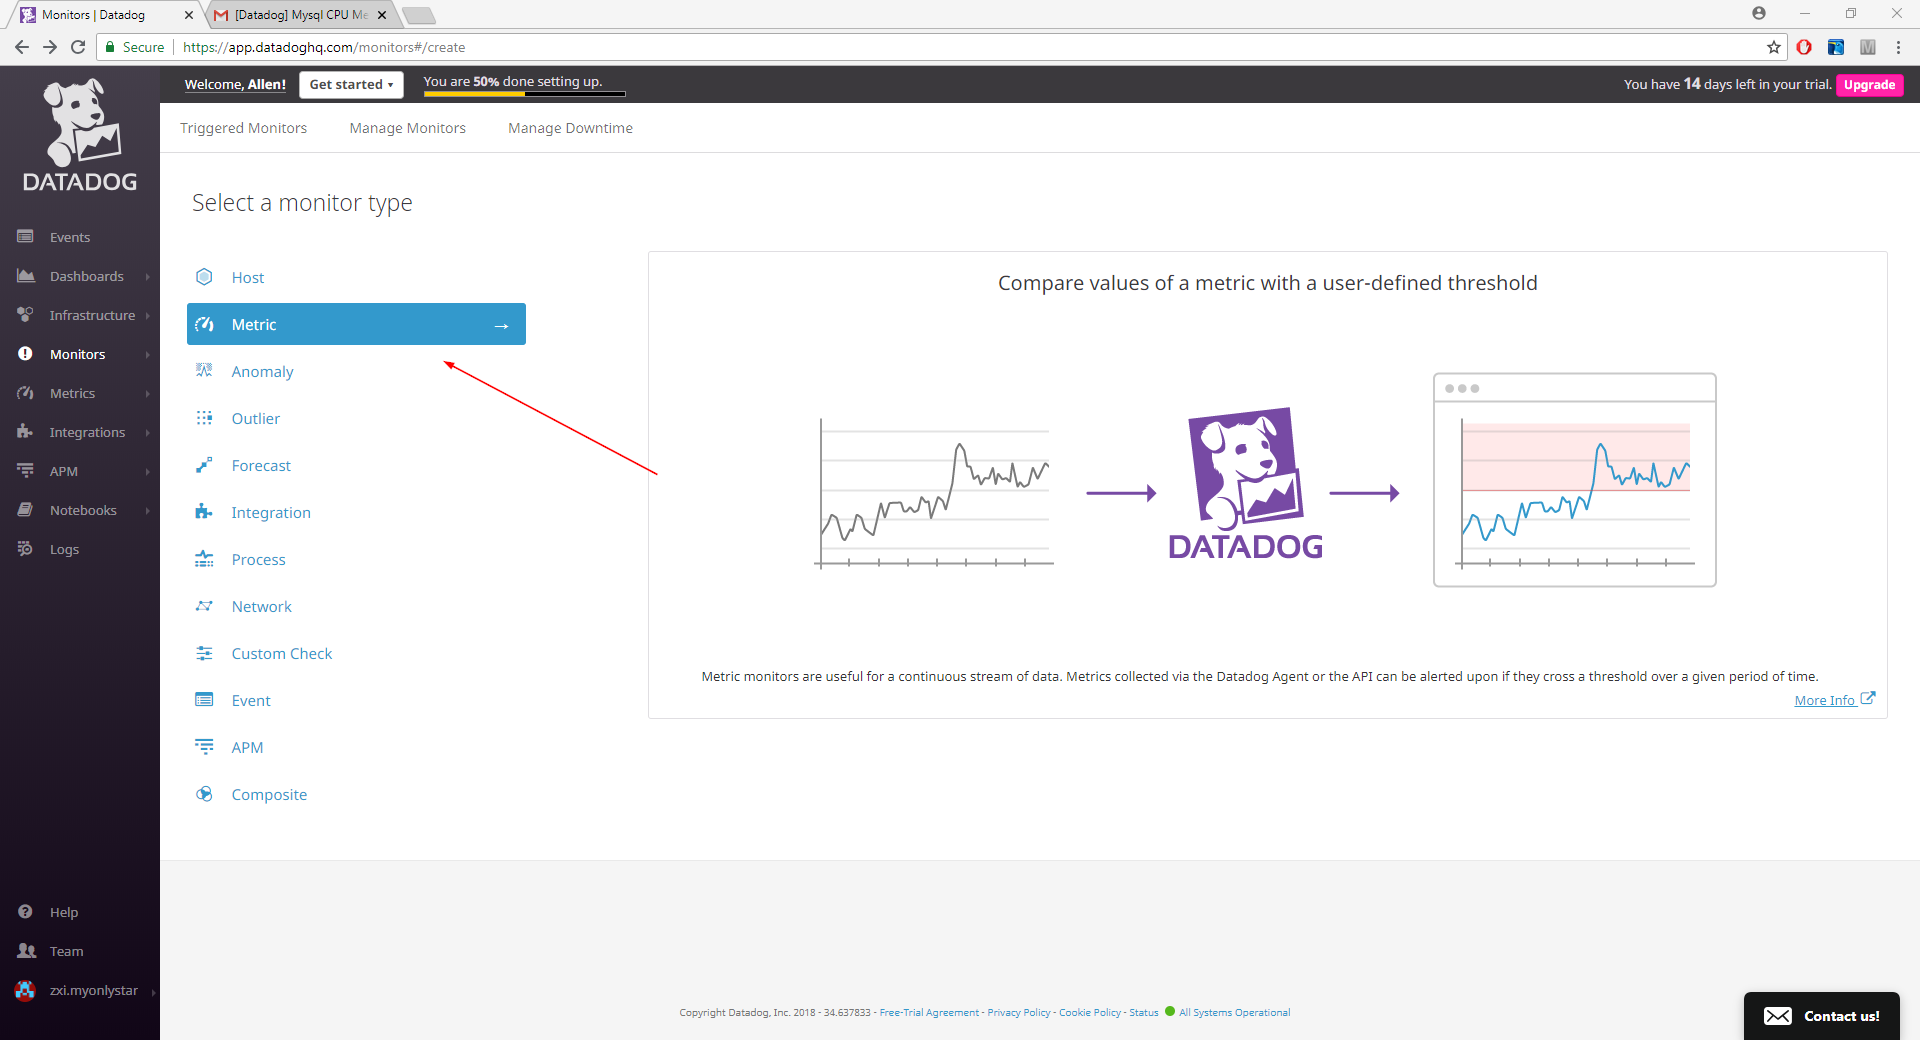 Monitors | Datadog
[Datadog] Mysql CPU Me
Secure
https://app.datadoghq.com/monitors#/create
Welcome, Allen!
Get started
You are 50% done setting up.
You have 14 days left in your trial.
Upgrade
DATADOG
Triggered Monitors
Manage Monitors
Manage Downtime
Events
Dashboards
Infrastructure
Monitors
Metrics
Integrations
APM
Notebooks
Logs
Help
Team
zxi.myonlystar
Select a monitor type
Host
Metric →
Anomaly
Outlier
Forecast
Integration
Process
Network
Custom Check
Event
APM
Composite
Compare values of a metric with a user-defined threshold
DATADOG
Metric monitors are useful for a continuous stream of data. Metrics collected via the Datadog Agent or the API can be alerted upon if they cross a threshold over a given period of time.
More Info
Copyright Datadog, Inc. 2018 - 34.637833 - Free-Trial Agreement - Privacy Policy - Cookie Policy - Status All Systems Operational
Contact us!